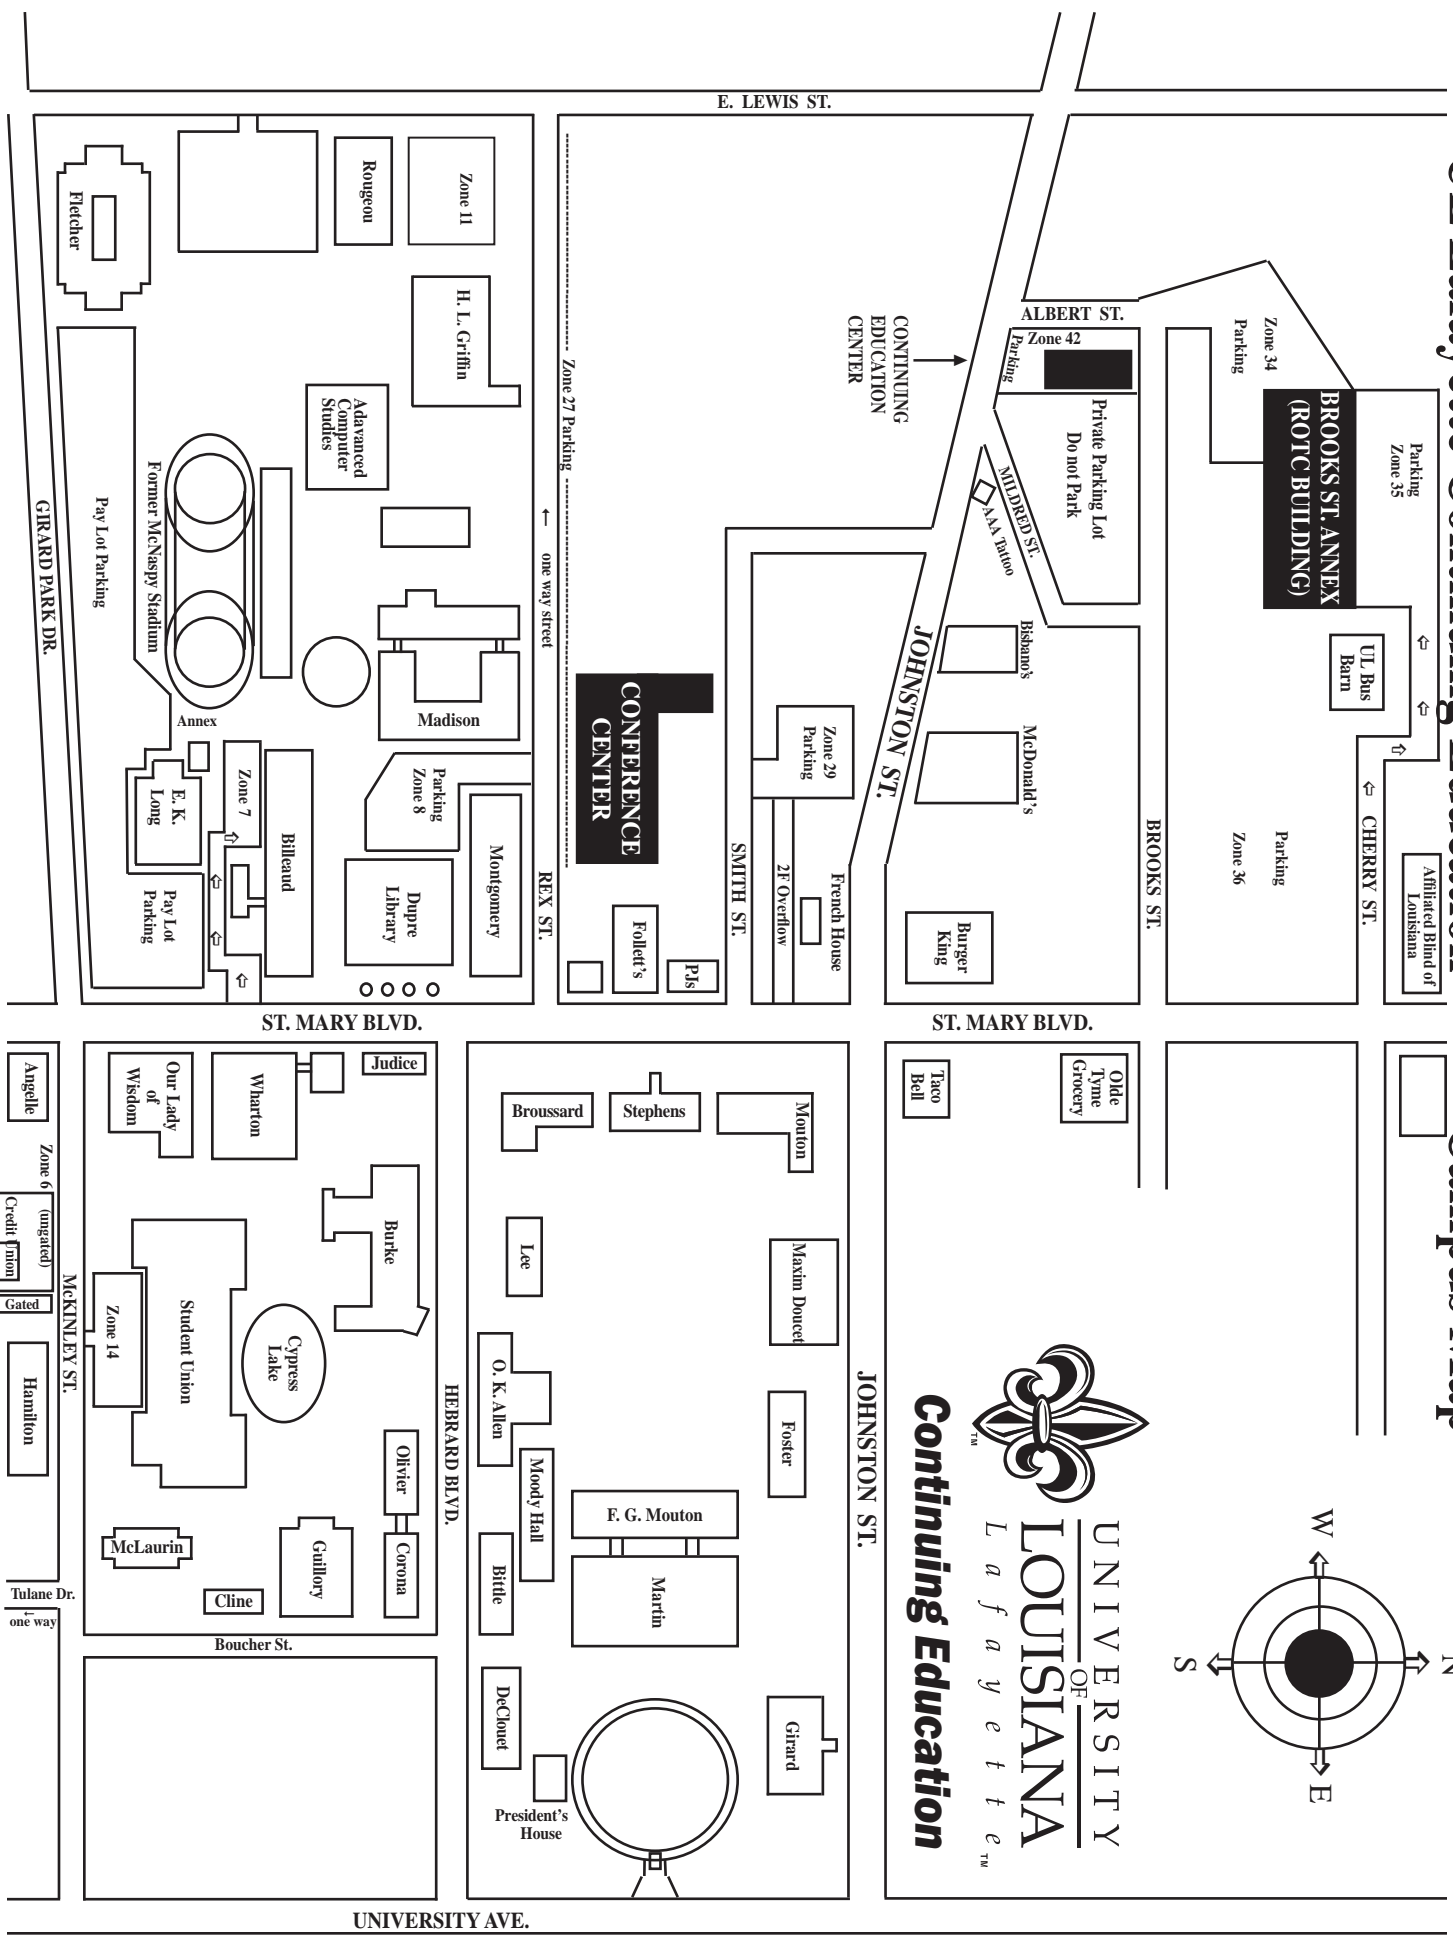 E. LEWIS ST.
Fletcher
Rougeou
Zone 11
H. L. Griffin
Zone 27 Parking
ALBERT ST.
Zone 42
Parking
CONTINUING
EDUCATION
CENTER
Private Parking Lot
Do not Park
Zone 34
Parking
BROOKS ST. ANNEX
(ROTC BUILDING)
Parking
Zone 35
UL Bus
Barn
MILDRED ST.
AAA Tattoo
Adavanced
Computer
Studies
Former McNaspy Stadium
Pay Lot Parking
GIRARD PARK DR.
← one way street
Madison
Annex
CONFERENCE
CENTER
Bisbano's
McDonald's
JOHNSTON ST.
Zone 29
Parking
E. K.
Long
Zone 7
Billeaud
Parking
Zone 8
Montgomery
Dupre
Library
Pay Lot
Parking
REX ST.
Follett's
PJs
SMITH ST.
2F Overflow
French House
Burger
King
BROOKS ST.
Parking
Zone 36
CHERRY ST.
Affiliated Blind of
Louisiana
ST. MARY BLVD.
ST. MARY BLVD.
Angelle
Our Lady
of
Wisdom
Wharton
Judice
Broussard
Stephens
Mouton
Taco
Bell
Olde
Tyme
Grocery
Zone 6
(ungated)
Credit Union
Gated
Hamilton
McKINLEY ST.
Zone 14
Student Union
Burke
Cypress
Lake
Lee
O. K. Allen
Maxim Doucet
Foster
Olivier
Corona
HEBRARD BLVD.
Moody Hall
F. G. Mouton
Martin
Bittle
JOHNSTON ST.
McLaurin
Guillory
Cline
Tulane Dr.
←
one way
Boucher St.
DeClouet
President's
House
Girard
UNIVERSITY AVE.
UNIVERSITY
OF
LOUISIANA
Lafayette™
™
Continuing Education
W
N
S
E